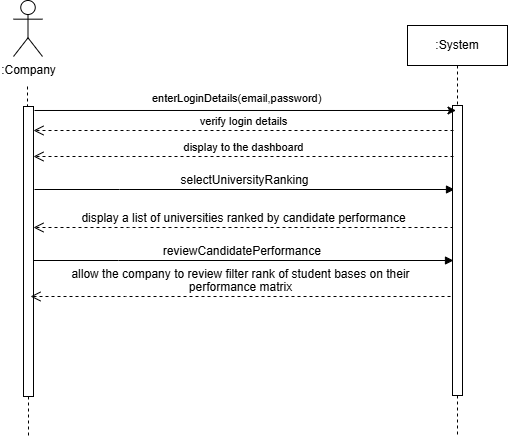 :System
:Company
enterLoginDetails(email,password)
verify login details
display to the dashboard
selectUniversityRanking
display a list of universities ranked by candidate performance
reviewCandidatePerformance
allow the company to review filter rank of student bases on their
performance matrix